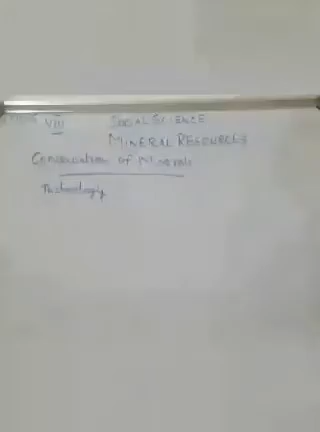 VIII SOCIAL SCIENCE
MINERAL RESOURCES
Conservation of Minerals
Technology